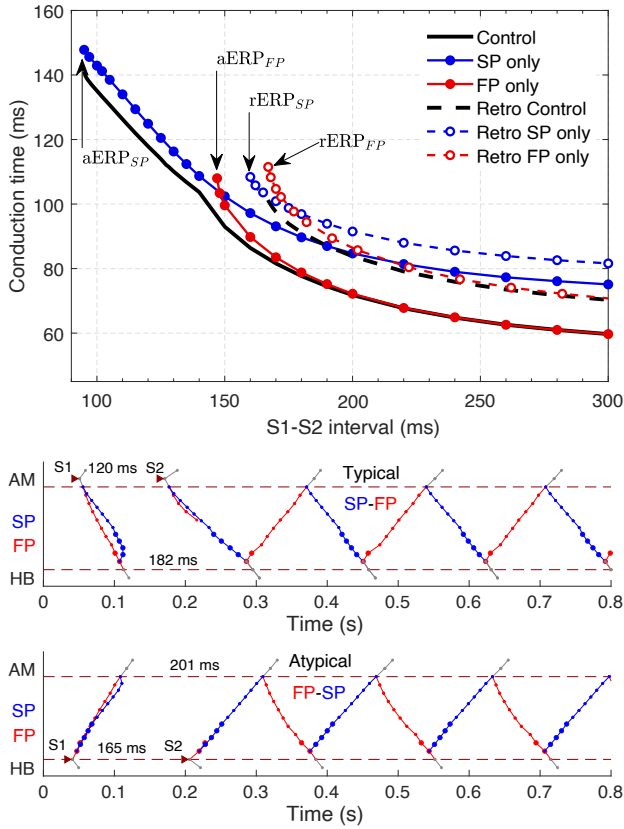 160
140
120
100
80
60
Conduction time (ms)
Control
SP only
FP only
Retro Control
Retro SP only
Retro FP only
aERP_FP
rERP_SP
rERP_FP
aERP_SP
100 150 200 250 300
S1-S2 interval (ms)
AM
SP
FP
HB
S1
120 ms
S2
Typical
SP-FP
182 ms
0 0.1 0.2 0.3 0.4 0.5 0.6 0.7 0.8
Time (s)
AM
SP
FP
HB
201 ms
Atypical
FP-SP
S1
165 ms
S2
0 0.1 0.2 0.3 0.4 0.5 0.6 0.7 0.8
Time (s)